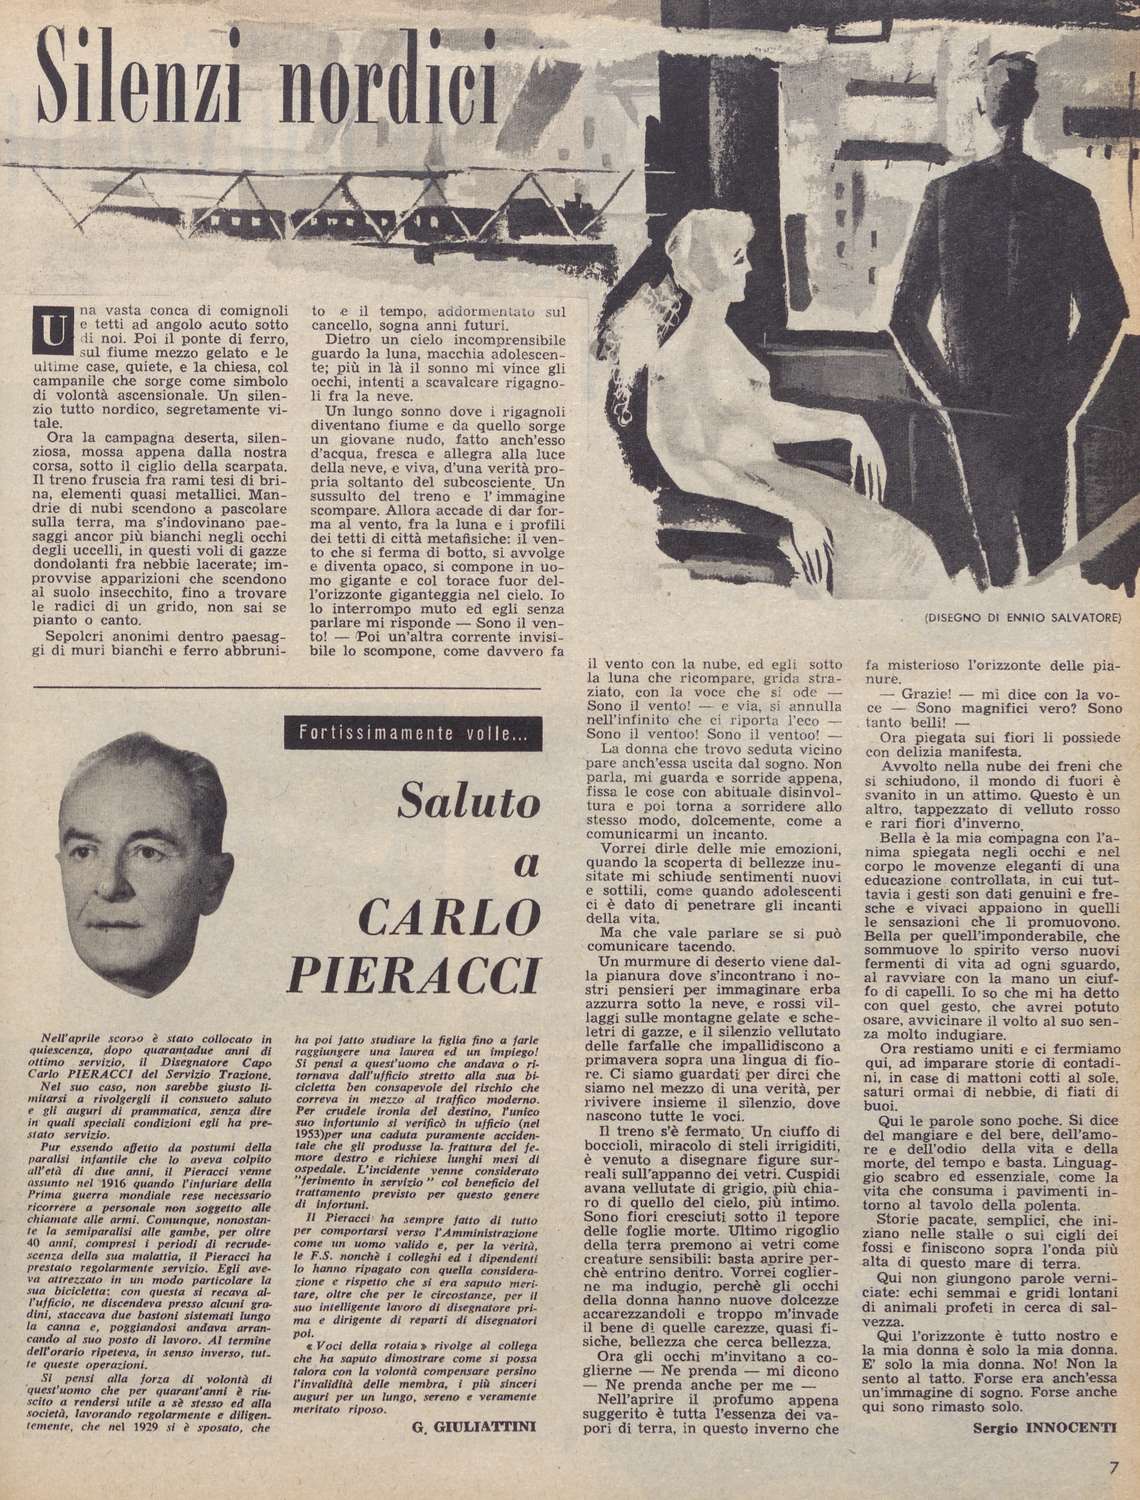 Silenzi nordici
Una vasta conca di comignoli
e tetti ad angolo acuto sotto
di noi. Poi il ponte di ferro,
sul fiume mezzo gelato e le
ultime case, quiete, e la chiesa, col
campanile che sorge come simbolo
di volontà ascensionale. Un silen-
zio tutto nordico, segretamente vi-
tale.
Ora la campagna deserta, silen-
ziosa, mossa appena dalla nostra
corsa, sotto il ciglio della scarpata.
Il treno fruscia fra rami tesi di bri-
na, elementi quasi metallici. Man-
drie di nubi scendono a pascolare
sulla terra, ma s'indovinano pae-
saggi ancor più bianchi negli occhi
degli uccelli, in questi voli di gazze
dondolanti fra nebbie lacerate; im-
provvise apparizioni che scendono
al suolo insecchito, fino a trovare
le radici di un grido, non sai se
pianto o canto.
Sepolcri anonimi dentro paesag-
gi di muri bianchi e ferro abbruni-
to e il tempo, addormentato sul
cancello, sogna anni futuri.
Dietro un cielo incomprensibile
guardo la luna, macchia adolescen-
te; più in là il sonno mi vince gli
occhi, intenti a scavalcare rigagno-
li fra la neve.
Un lungo sonno dove i rigagnoli
diventano fiume e da quello sorge
un giovane nudo, fatto anch'esso
d'acqua, fresca e allegra alla luce
della neve, e viva, d'una verità pro-
pria soltanto del subcosciente. Un
sussulto del treno e l'immagine
scompare. Allora accade di dar for-
ma al vento, fra la luna e i profili
dei tetti di città metafisiche: il ven-
to che si ferma di botto, si avvolge
e diventa opaco, si compone in uo-
mo gigante e col torace fuor del-
l'orizzonte giganteggia nel cielo. Io
lo interrompo muto ed egli senza
parlare mi risponde — Sono il ven-
to! — Poi un'altra corrente invisi-
bile lo scompone, come davvero fa
(DISEGNO DI ENNIO SALVATORE)
il vento con la nube, ed egli sotto
la luna che ricompare, grida stra-
ziato, con la voce che si ode —
Sono il vento! — e via, si annulla
nell'infinito che ci riporta l'eco —
Sono il ventoo! Sono il ventoo! —
La donna che trovo seduta vicino
pare anch'essa uscita dal sogno. Non
parla, mi guarda e sorride appena,
fissa le cose con abituale disinvol-
tura e poi torna a sorridere allo
stesso modo, dolcemente, come a
comunicarmi un incanto.
Vorrei dirle delle mie emozioni,
quando la scoperta di bellezze inu-
sitate mi schiude sentimenti nuovi
e sottili, come quando adolescenti
ci è dato di penetrare gli incanti
della vita.
Ma che vale parlare se si può
comunicare tacendo.
Un murmure di deserto viene dal-
la pianura dove s'incontrano i no-
stri pensieri per immaginare erba
azzurra sotto la neve, e rossi vil-
laggi sulle montagne gelate e sche-
letri di gazze, e il silenzio vellutato
delle farfalle che impallidiscono a
primavera sopra una lingua di fio-
re. Ci siamo guardati per dirci che
siamo nel mezzo di una verità, per
rivivere insieme il silenzio, dove
nascono tutte le voci.
Il treno s'è fermato. Un ciuffo di
boccioli, miracolo di steli irrigiditi,
è venuto a disegnare figure sur-
reali sull'appanno dei vetri. Cuspidi
avana vellutate di grigio, più chia-
ro di quello del cielo, più intimo.
Sono fiori cresciuti sotto il tepore
delle foglie morte. Ultimo rigoglio
della terra premono ai vetri come
creature sensibili: basta aprire per-
chè entrino dentro. Vorrei coglier-
ne ma indugio, perchè gli occhi
della donna hanno nuove dolcezze
accarezzandoli e troppo m'invade
il bene di quelle carezze, quasi fi-
siche, bellezza che cerca bellezza.
Ora gli occhi m'invitano a co-
glierne — Ne prenda — mi dicono
— Ne prenda anche per me —
Nell'aprire il profumo appena
suggerito è tutta l'essenza dei va-
pori di terra, in questo inverno che
fa misterioso l'orizzonte delle pia-
nure.
— Grazie! — mi dice con la vo-
ce — Sono magnifici vero? Sono
tanto belli! —
Ora piegata sui fiori li possiede
con delizia manifesta.
Avvolto nella nube dei freni che
si schiudono, il mondo di fuori è
svanito in un attimo. Questo è un
altro, tappezzato di velluto rosso
e rari fiori d'inverno.
Bella è la mia compagna con l'a-
nima spiegata negli occhi e nel
corpo le movenze eleganti di una
educazione controllata, in cui tut-
tavia i gesti son dati genuini e fre-
sche e vivaci appaiono in quelli
le sensazioni che li promuovono.
Bella per quell'imponderabile, che
sommuove lo spirito verso nuovi
fermenti di vita ad ogni sguardo,
al ravviare con la mano un ciuf-
fo di capelli. Io so che mi ha detto
con quel gesto, che avrei potuto
osare, avvicinare il volto al suo sen-
za molto indugiare.
Ora restiamo uniti e ci fermiamo
qui, ad imparare storie di contadi-
ni, in case di mattoni cotti al sole,
saturi ormai di nebbie, di fiati di
buoi.
Qui le parole sono poche. Si dice
del mangiare e del bere, dell'amo-
re e dell'odio della vita e della
morte, del tempo e basta. Linguag-
gio scabro ed essenziale, come la
vita che consuma i pavimenti in-
torno al tavolo della polenta.
Storie pacate, semplici, che ini-
ziano nelle stalle o sui cigli dei
fossi e finiscono sopra l'onda più
alta di questo mare di terra.
Qui non giungono parole verni-
ciate: echi semmai e gridi lontani
di animali profeti in cerca di sal-
vezza.
Qui l'orizzonte è tutto nostro e
la mia donna è solo la mia donna.
E' solo la mia donna. No! Non la
sento al tatto. Forse era anch'essa
un'immagine di sogno. Forse anche
qui sono rimasto solo.
Sergio INNOCENTI
Fortissimamente volle...
Saluto
a
CARLO
PIERACCI
Nell'aprile scorso è stato collocato in
quiescenza, dopo quarantadue anni di
ottimo servizio, il Disegnatore Capo
Carlo PIERACCI del Servizio Trazione.
Nel suo caso, non sarebbe giusto li-
mitarsi a rivolgergli il consueto saluto
e gli auguri di prammatica, senza dire
in quali speciali condizioni egli ha pre-
stato servizio.
Pur essendo affetto da postumi della
paralisi infantile che lo aveva colpito
all'età di due anni, il Pieracci venne
assunto nel 1916 quando l'infuriare della
Prima guerra mondiale rese necessario
ricorrere a personale non soggetto alle
chiamate alle armi. Comunque, nonostan-
te la semiparalisi alle gambe, per oltre
40 anni, compresi i periodi di recrude-
scenza della sua malattia, il Pieracci ha
prestato regolarmente servizio. Egli ave-
va attrezzato in un modo particolare la
sua bicicletta; con questa si recava al-
l'ufficio, ne discendeva presso alcuni gra-
dini, staccava due bastoni sistemati lungo
la canna e, poggiandosi andava arran-
cando al suo posto di lavoro. Al termine
dell'orario ripeteva, in senso inverso, tut-
te queste operazioni.
Si pensi alla forza di volontà di
quest'uomo che per quarant'anni è riu-
scito a rendersi utile a sè stesso ed alla
società, lavorando regolarmente e diligen-
temente, che nel 1929 si è sposato, che
ha poi fatto studiare la figlia fino a farle
raggiungere una laurea ed un impiego!
Si pensi a quest'uomo che andava o ri-
tornava dall'ufficio stretto alla sua bi-
cicletta ben consapevole del rischio che
correva in mezzo al traffico moderno.
Per crudele ironia del destino, l'unico
suo infortunio si verificò in ufficio (nel
1953) per una caduta puramente acciden-
tale che gli produsse la frattura del fe-
more destro e richiese lunghi mesi di
ospedale. L'incidente venne considerato
"ferimento in servizio" col beneficio del
trattamento previsto per questo genere
di infortuni.
Il Pieracci ha sempre fatto di tutto
per comportarsi verso l'Amministrazione
come un uomo valido e, per la verità,
le F.S. nonchè i colleghi ed i dipendenti
lo hanno ripagato con quella considera-
zione e rispetto che si era saputo meri-
tare, oltre che per le circostanze, per il
suo intelligente lavoro di disegnatore pri-
ma e dirigente di reparti di disegnatori
poi.
«Voci della rotaia» rivolge al collega
che ha saputo dimostrare come si possa
talora con la volontà compensare persino
l'invalidità delle membra, i più sinceri
auguri per un lungo, sereno e veramente
meritato riposo.
G. GIULIATTINI
7